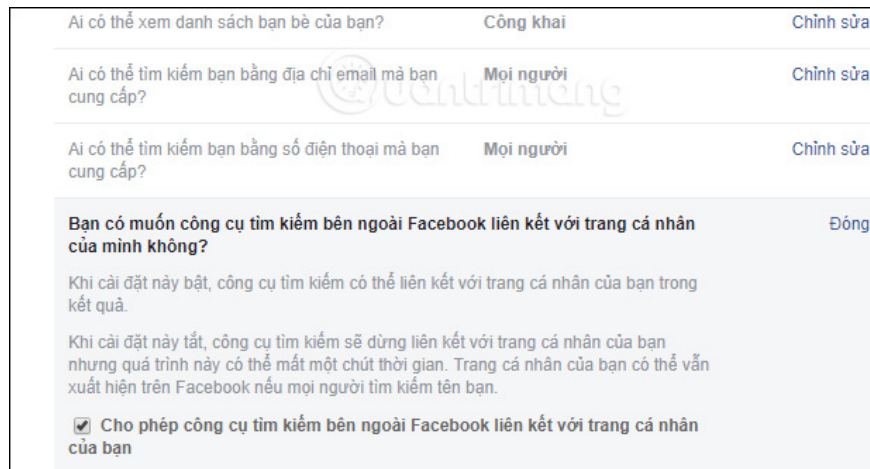 Ai có thể xem danh sách bạn bè của bạn? Công khai Chỉnh sửa
Ai có thể tìm kiếm bạn bằng địa chỉ email mà bạn Mọi người Chỉnh sửa
cung cấp?
Quantrimang
Ai có thể tìm kiếm bạn bằng số điện thoại mà bạn Mọi người Chỉnh sửa
cung cấp?
Bạn có muốn công cụ tìm kiếm bên ngoài Facebook liên kết với trang cá nhân Đóng
của mình không?
Khi cài đặt này bật, công cụ tìm kiếm có thể liên kết với trang cá nhân của bạn trong
kết quả.
Khi cài đặt này tắt, công cụ tìm kiếm sẽ dừng liên kết với trang cá nhân của bạn
nhưng quá trình này có thể mất một chút thời gian. Trang cá nhân của bạn có thể vẫn
xuất hiện trên Facebook nếu mọi người tìm kiếm tên bạn.
Cho phép công cụ tìm kiếm bên ngoài Facebook liên kết với trang cá nhân
của bạn